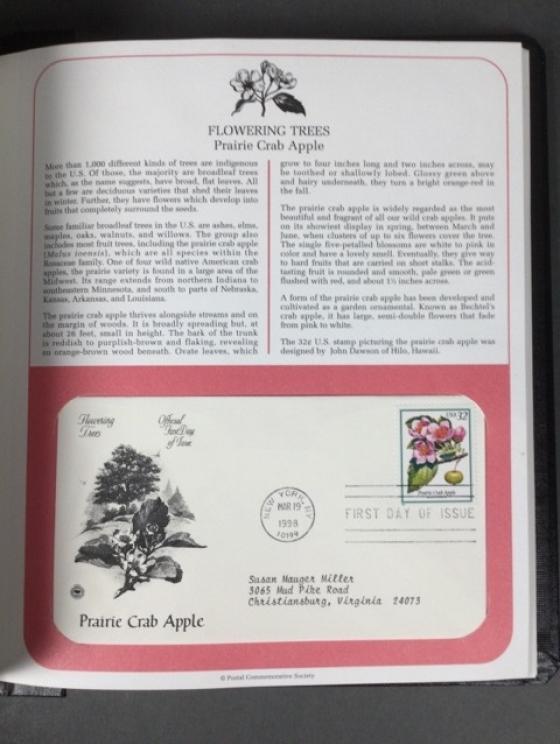 FLOWERING TREES
Prairie Crab Apple
More than 1,000 different kinds of trees are indigenous
to the U.S. Of those, the majority are broadleaf trees
which, as the name suggests, have broad, flat leaves. All
but a few are deciduous varieties that shed their leaves
in winter. Further, they have flowers which develop into
fruits that completely surround the seeds.
Some familiar broadleaf trees in the U.S. are ashes, elms,
maples, oaks, walnuts, and willows. The group also
includes most fruit trees, including the prairie crab apple
(Malus ioensis), which are all species within the
Rosaceae family. One of four wild native American crab
apples, the prairie variety is found in a large area of the
Midwest. Its range extends from northern Indiana to
southeastern Minnesota, and south to parts of Nebraska,
Kansas, Arkansas, and Louisiana.
The prairie crab apple thrives alongside streams and on
the margin of woods. It is broadly spreading but, at
about 26 feet, small in height. The bark of the trunk
is reddish to purplish-brown and flaking, revealing
an orange-brown wood beneath. Ovate leaves, which
grow to four inches long and two inches across, may
be toothed or shallowly lobed. Glossy green above
and hairy underneath, they turn a bright orange-red in
the fall.
The prairie crab apple is widely regarded as the most
beautiful and fragrant of all our wild crab apples. It puts
on its showiest display in spring, between March and
June, when clusters of up to six flowers cover the tree.
The single five-petalled blossoms are white to pink in
color and have a lovely smell. Eventually, they give way
to hard fruits that are carried on short stalks. The acid-
tasting fruit is rounded and smooth, pale green or green
flushed with red, and about 1½ inches across.
A form of the prairie crab apple has been developed and
cultivated as a garden ornamental. Known as Bechtel's
crab apple, it has large, semi-double flowers that fade
from pink to white.
The 32¢ U.S. stamp picturing the prairie crab apple was
designed by John Dawson of Hilo, Hawaii.
Flowering
Trees
Official
First Day
of Issue
USA 32
Prairie Crab Apple
NEW YORK, NY
MAR 19
1998
10199
FIRST DAY OF ISSUE
Susan Mauger Miller
3065 Mud Pike Road
Christiansburg, Virginia 24073
Prairie Crab Apple
© Postal Commemorative Society